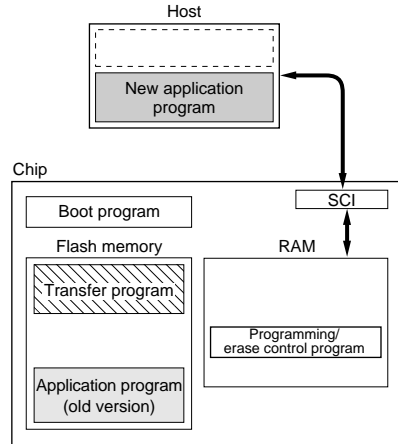 Host
New application
program
Chip
SCI
Boot program
Flash memory
RAM
Transfer program
Programming/
erase control program
Application program
(old version)